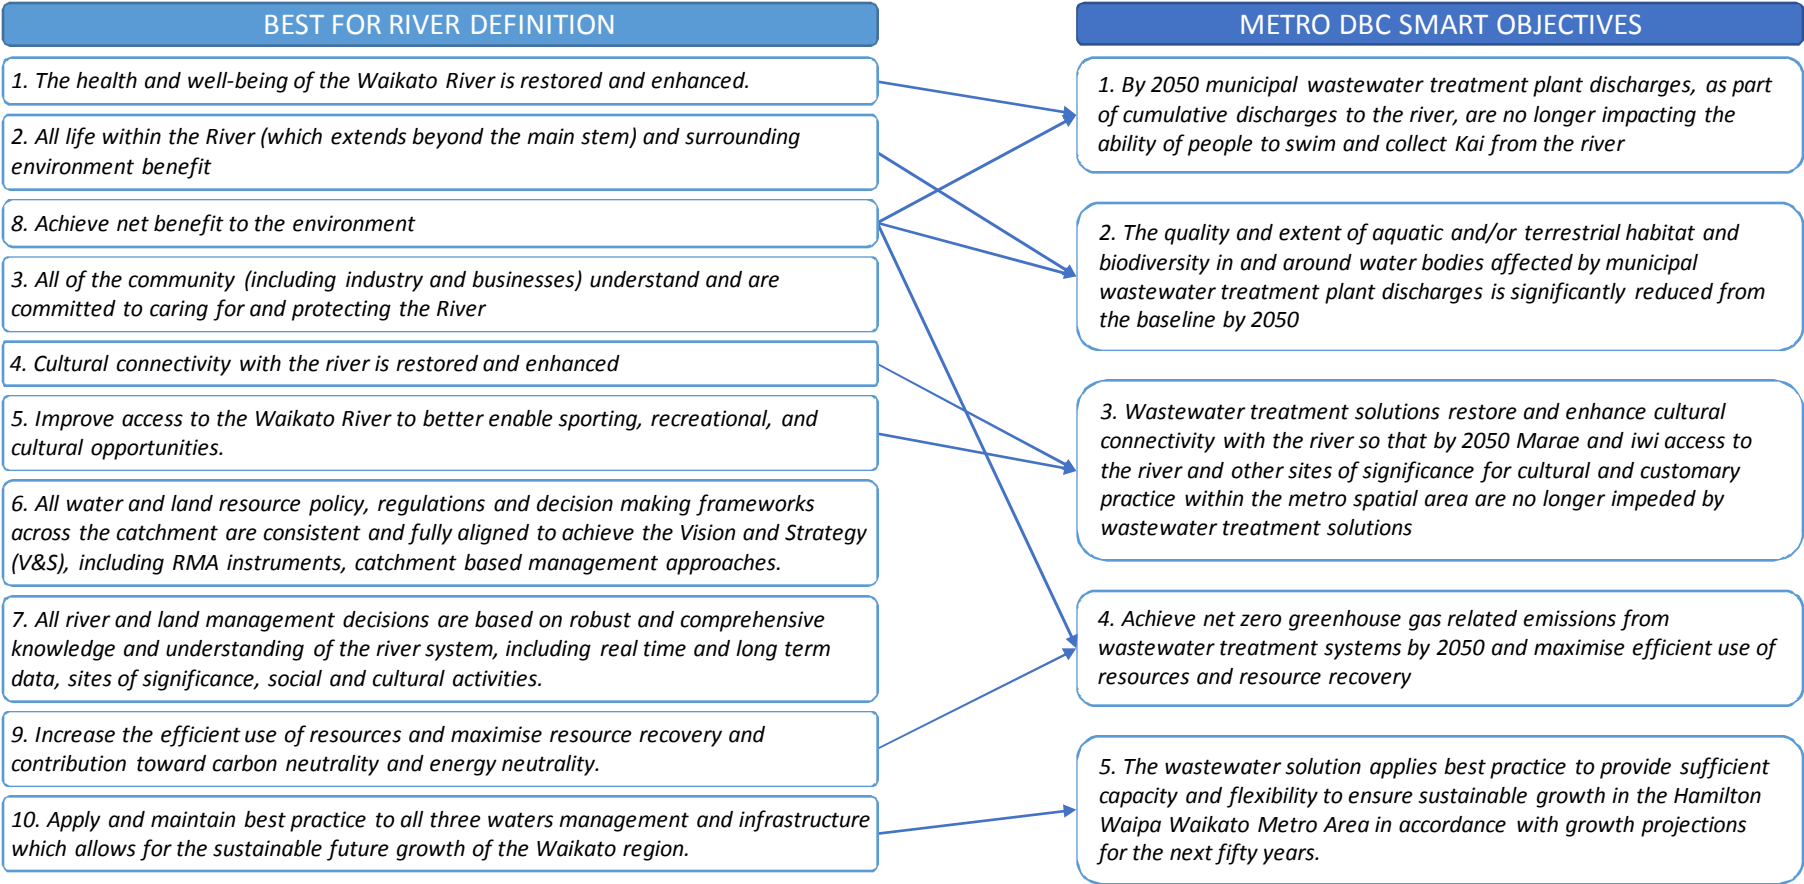 BEST FOR RIVER DEFINITION
1. The health and well-being of the Waikato River is restored and enhanced.
2. All life within the River (which extends beyond the main stem) and surrounding
environment benefit
8. Achieve net benefit to the environment
3. All of the community (including industry and businesses) understand and are
committed to caring for and protecting the River
4. Cultural connectivity with the river is restored and enhanced
5. Improve access to the Waikato River to better enable sporting, recreational, and
cultural opportunities.
6. All water and land resource policy, regulations and decision making frameworks
across the catchment are consistent and fully aligned to achieve the Vision and Strategy
(V&S), including RMA instruments, catchment based management approaches.
7. All river and land management decisions are based on robust and comprehensive
knowledge and understanding of the river system, including real time and long term
data, sites of significance, social and cultural activities.
9. Increase the efficient use of resources and maximise resource recovery and
contribution toward carbon neutrality and energy neutrality.
10. Apply and maintain best practice to all three waters management and infrastructure
which allows for the sustainable future growth of the Waikato region.
METRO DBC SMART OBJECTIVES
1. By 2050 municipal wastewater treatment plant discharges, as part
of cumulative discharges to the river, are no longer impacting the
ability of people to swim and collect Kai from the river
2. The quality and extent of aquatic and/or terrestrial habitat and
biodiversity in and around water bodies affected by municipal
wastewater treatment plant discharges is significantly reduced from
the baseline by 2050
3. Wastewater treatment solutions restore and enhance cultural
connectivity with the river so that by 2050 Marae and iwi access to
the river and other sites of significance for cultural and customary
practice within the metro spatial area are no longer impeded by
wastewater treatment solutions
4. Achieve net zero greenhouse gas related emissions from
wastewater treatment systems by 2050 and maximise efficient use of
resources and resource recovery
5. The wastewater solution applies best practice to provide sufficient
capacity and flexibility to ensure sustainable growth in the Hamilton
Waipa Waikato Metro Area in accordance with growth projections
for the next fifty years.